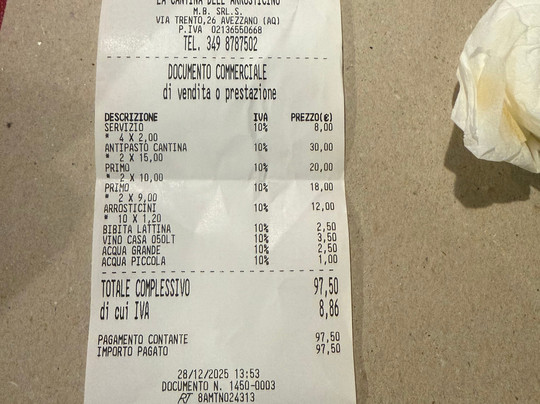 LA CANTINA DELL'ARROSTICINO
M.B. SRL.S.
VIA TRENTO,26 AVEZZANO (AQ)
P.IVA 02136550668
TEL. 349 8787502
DOCUMENTO COMMERCIALE
di vendita o prestazione
DESCRIZIONE IVA PREZZO(€)
SERVIZIO 10% 8,00
* 4 X 2,00
ANTIPASTO CANTINA 10% 30,00
* 2 X 15,00
PRIMO 10% 20,00
* 2 X 10,00
PRIMO 10% 18,00
* 2 X 9,00
ARROSTICINI 10% 12,00
* 10 X 1,20
BIBITA LATTINA 10% 2,50
VINO CASA 050LT 10% 3,50
ACQUA GRANDE 10% 2,50
ACQUA PICCOLA 10% 1,00
TOTALE COMPLESSIVO 97,50
di cui IVA 8,86
PAGAMENTO CONTANTE 97,50
IMPORTO PAGATO 97,50
28/12/2025 13:53
DOCUMENTO N. 1450-0003
RT 8AMTN024313